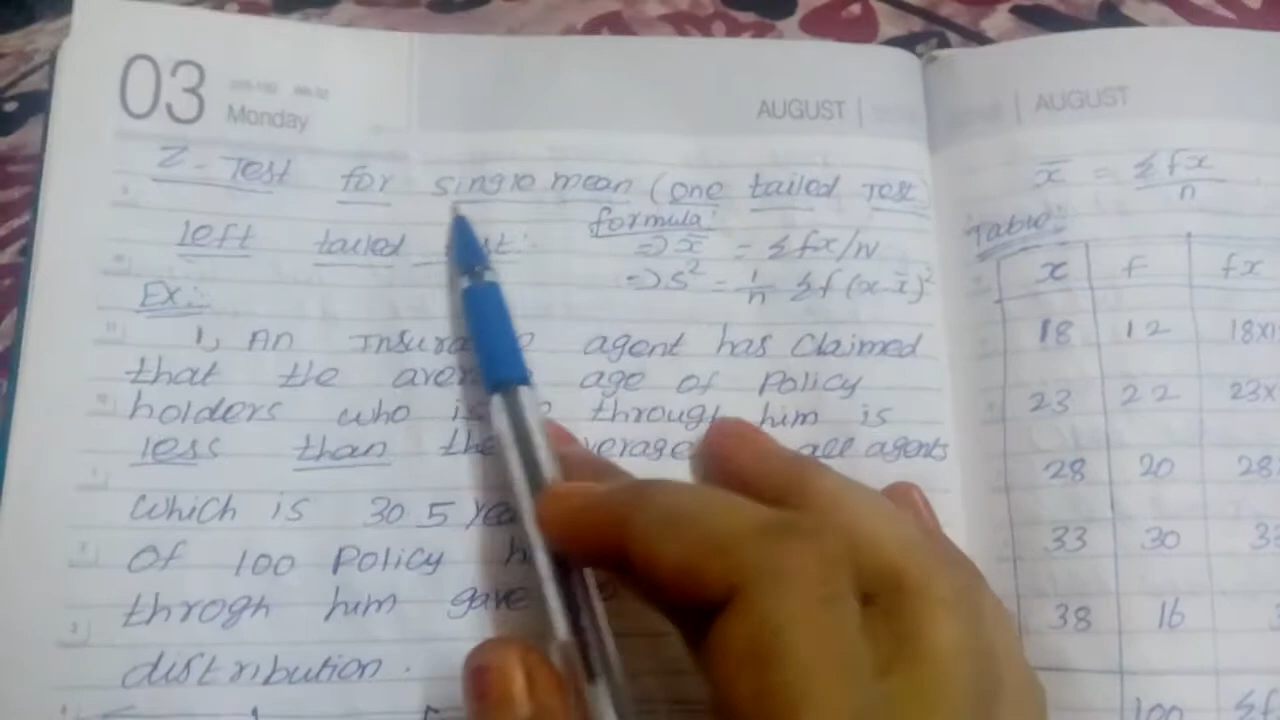 03
Monday
AUGUST
Z-Test for single mean (one tailed Test
left tailed
formula:
=> x̄ = Σfx/N
=> S² = 1/n Σf(x-x̄)²
Ex:-
1, An agent has claimed
that the age of Policy
holders who through him is
less than the all agents
which is 30 5
of 100 Policy
throgh him gave
distribution.
AUGUST
x̄ = Σfx/n
Table:
x f fx
18 12
23 22
28 20
33 30
38 16
100 Σf